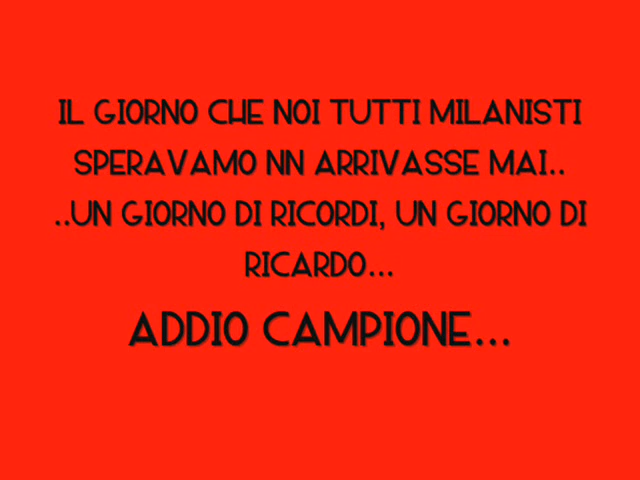 IL GIORNO CHE NOI TUTTI MILANISTI
SPERAVAMO NN ARRIVASSE MAI..
..UN GIORNO DI RICORDI, UN GIORNO DI
RICARDO...
ADDIO CAMPIONE...